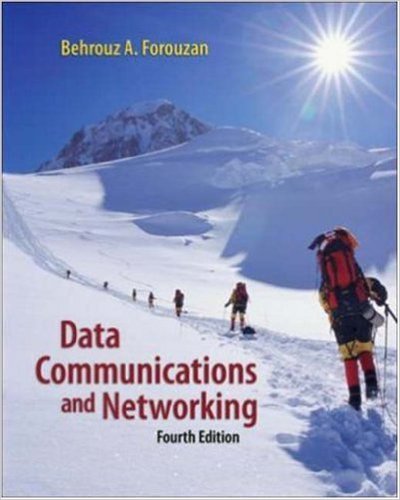 Behrouz A. Forouzan
Data
Communications
and Networking
Fourth Edition